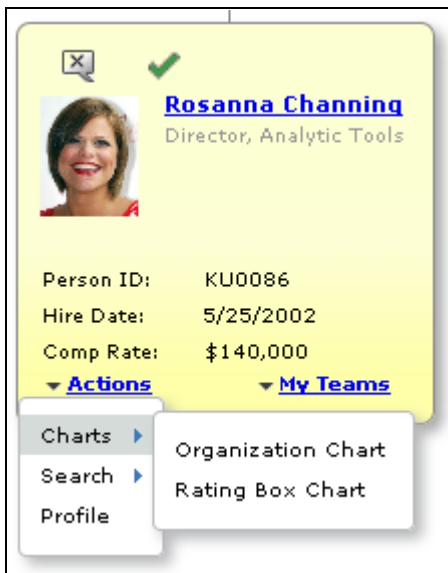 Rosanna Channing
Director, Analytic Tools
Person ID: KU0086
Hire Date: 5/25/2002
Comp Rate: $140,000
Actions My Teams
Charts
Organization Chart
Search
Rating Box Chart
Profile